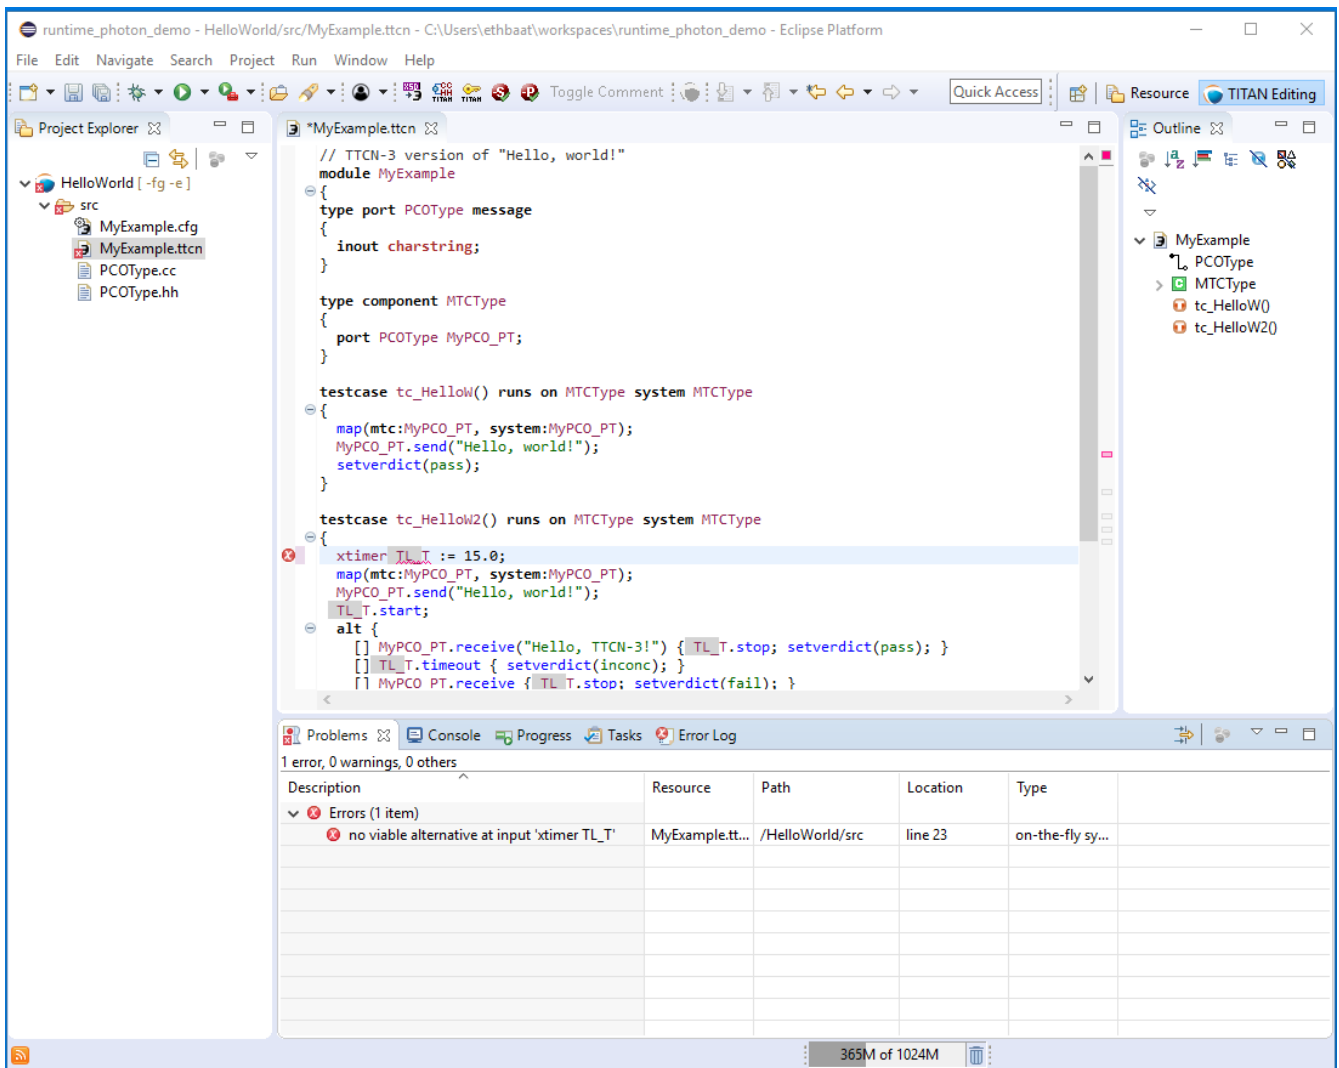 runtime_photon_demo - HelloWorld/src/MyExample.ttcn - C:\Users\ethbaat\workspaces\runtime_photon_demo - Eclipse Platform
File Edit Navigate Search Project Run Window Help
Toggle Comment
Quick Access
Resource
TITAN Editing
Project Explorer
HelloWorld [ -fg -e ]
src
MyExample.cfg
MyExample.ttcn
PCOType.cc
PCOType.hh
*MyExample.ttcn
// TTCN-3 version of "Hello, world!"
module MyExample
{
type port PCOType message
{
inout charstring;
}
type component MTCType
{
port PCOType MyPCO_PT;
}
testcase tc_HelloW() runs on MTCType system MTCType
{
map(mtc:MyPCO_PT, system:MyPCO_PT);
MyPCO_PT.send("Hello, world!");
setverdict(pass);
}
testcase tc_HelloW2() runs on MTCType system MTCType
{
xtimer TL_T := 15.0;
map(mtc:MyPCO_PT, system:MyPCO_PT);
MyPCO_PT.send("Hello, world!");
TL_T.start;
alt {
[] MyPCO_PT.receive("Hello, TTCN-3!") { TL_T.stop; setverdict(pass); }
[] TL_T.timeout { setverdict(inconc); }
[] MyPCO_PT.receive { TL_T.stop; setverdict(fail); }
Outline
MyExample
PCOType
MTCType
tc_HelloW()
tc_HelloW2()
Problems
Console
Progress
Tasks
Error Log
1 error, 0 warnings, 0 others
Description Resource Path Location Type
Errors (1 item)
no viable alternative at input 'xtimer TL_T' MyExample.tt... /HelloWorld/src line 23 on-the-fly sy...
365M of 1024M